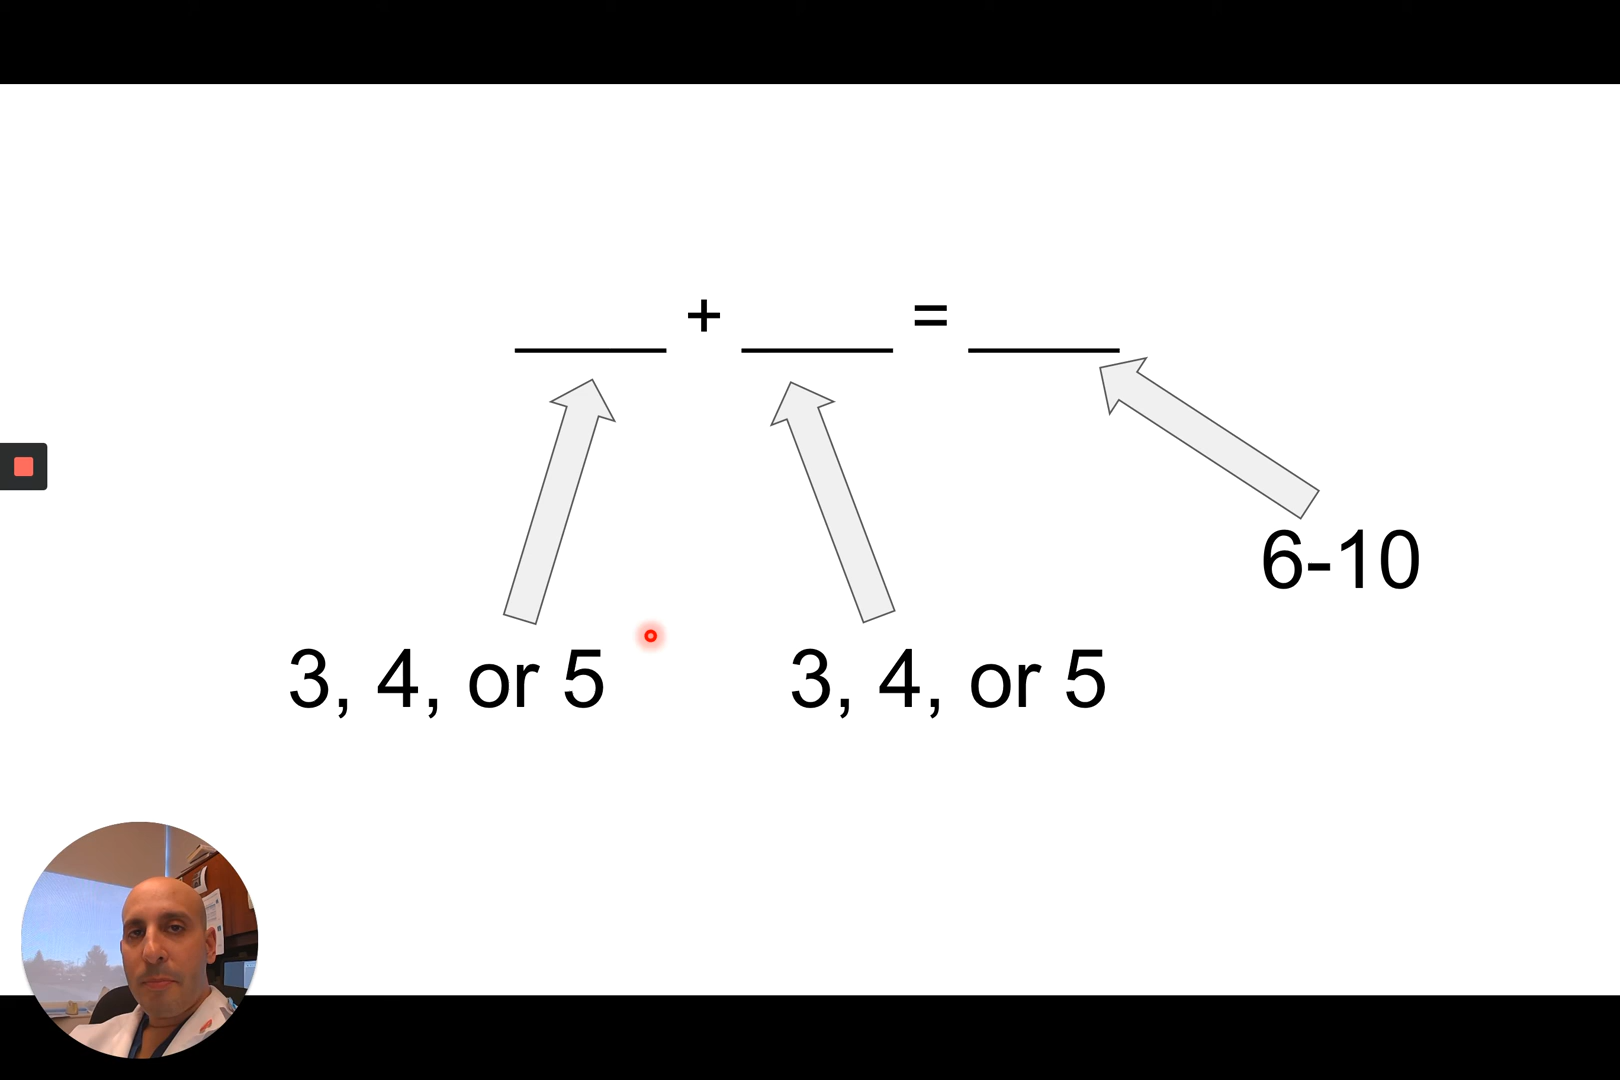 _____ + _____ = _____
6-10
3, 4, or 5
3, 4, or 5